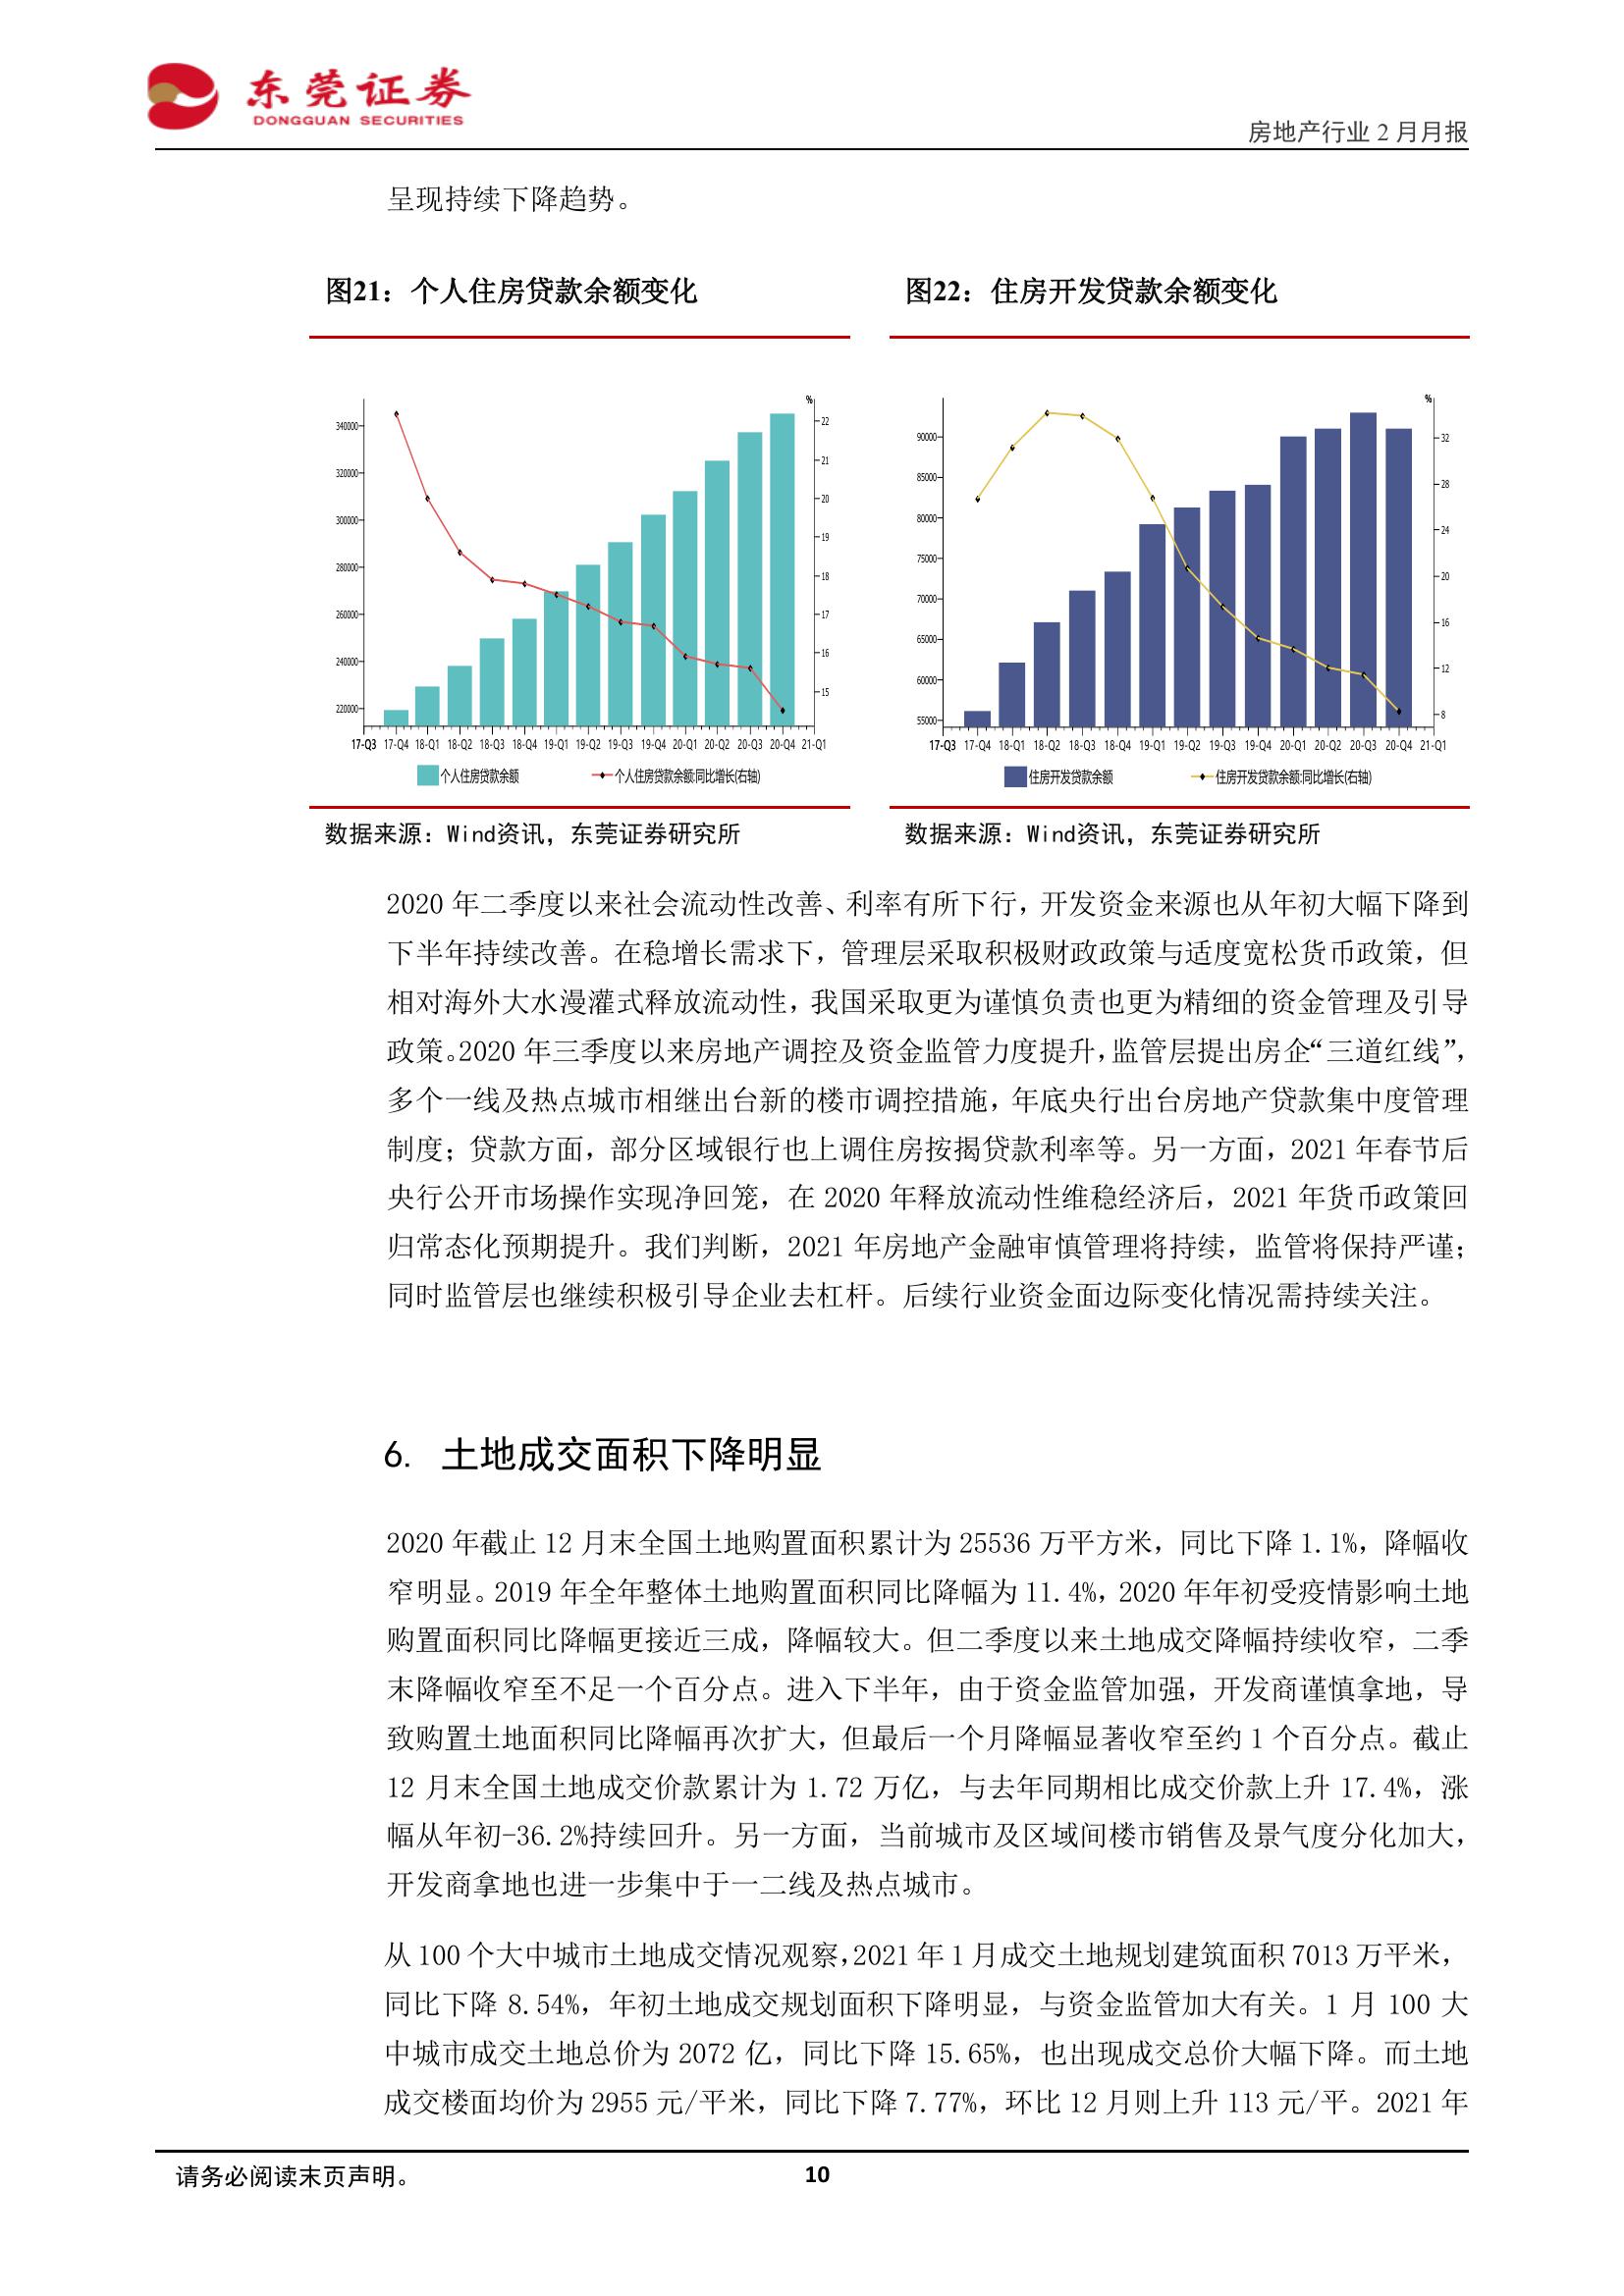 东莞证券
DONGGUAN SECURITIES
房地产行业 2 月月报
呈现持续下降趋势。
图21：个人住房贷款余额变化
图22：住房开发贷款余额变化
%
340000
320000
300000
280000
260000
240000
220000
22
21
20
19
18
17
16
15
17-Q3 17-Q4 18-Q1 18-Q2 18-Q3 18-Q4 19-Q1 19-Q2 19-Q3 19-Q4 20-Q1 20-Q2 20-Q3 20-Q4 21-Q1
个人住房贷款余额 个人住房贷款余额:同比增长(右轴)
%
90000
85000
80000
75000
70000
65000
60000
55000
32
28
24
20
16
12
8
17-Q3 17-Q4 18-Q1 18-Q2 18-Q3 18-Q4 19-Q1 19-Q2 19-Q3 19-Q4 20-Q1 20-Q2 20-Q3 20-Q4 21-Q1
住房开发贷款余额 住房开发贷款余额:同比增长(右轴)
数据来源：Wind资讯，东莞证券研究所
数据来源：Wind资讯，东莞证券研究所
2020 年二季度以来社会流动性改善、利率有所下行，开发资金来源也从年初大幅下降到
下半年持续改善。在稳增长需求下，管理层采取积极财政政策与适度宽松货币政策，但
相对海外大水漫灌式释放流动性，我国采取更为谨慎负责也更为精细的资金管理及引导
政策。2020 年三季度以来房地产调控及资金监管力度提升，监管层提出房企“三道红线”，
多个一线及热点城市相继出台新的楼市调控措施，年底央行出台房地产贷款集中度管理
制度；贷款方面，部分区域银行也上调住房按揭贷款利率等。另一方面，2021 年春节后
央行公开市场操作实现净回笼，在 2020 年释放流动性维稳经济后，2021 年货币政策回
归常态化预期提升。我们判断，2021 年房地产金融审慎管理将持续，监管将保持严谨；
同时监管层也继续积极引导企业去杠杆。后续行业资金面边际变化情况需持续关注。
6. 土地成交面积下降明显
2020 年截止 12 月末全国土地购置面积累计为 25536 万平方米，同比下降 1.1%，降幅收
窄明显。2019 年全年整体土地购置面积同比降幅为 11.4%，2020 年年初受疫情影响土地
购置面积同比降幅更接近三成，降幅较大。但二季度以来土地成交降幅持续收窄，二季
末降幅收窄至不足一个百分点。进入下半年，由于资金监管加强，开发商谨慎拿地，导
致购置土地面积同比降幅再次扩大，但最后一个月降幅显著收窄至约 1 个百分点。截止
12 月末全国土地成交价款累计为 1.72 万亿，与去年同期相比成交价款上升 17.4%，涨
幅从年初-36.2%持续回升。另一方面，当前城市及区域间楼市销售及景气度分化加大，
开发商拿地也进一步集中于一二线及热点城市。
从 100 个大中城市土地成交情况观察，2021 年 1 月成交土地规划建筑面积 7013 万平米，
同比下降 8.54%，年初土地成交规划面积下降明显，与资金监管加大有关。1 月 100 大
中城市成交土地总价为 2072 亿，同比下降 15.65%，也出现成交总价大幅下降。而土地
成交楼面均价为 2955 元/平米，同比下降 7.77%，环比 12 月则上升 113 元/平。2021 年
请务必阅读末页声明。
10